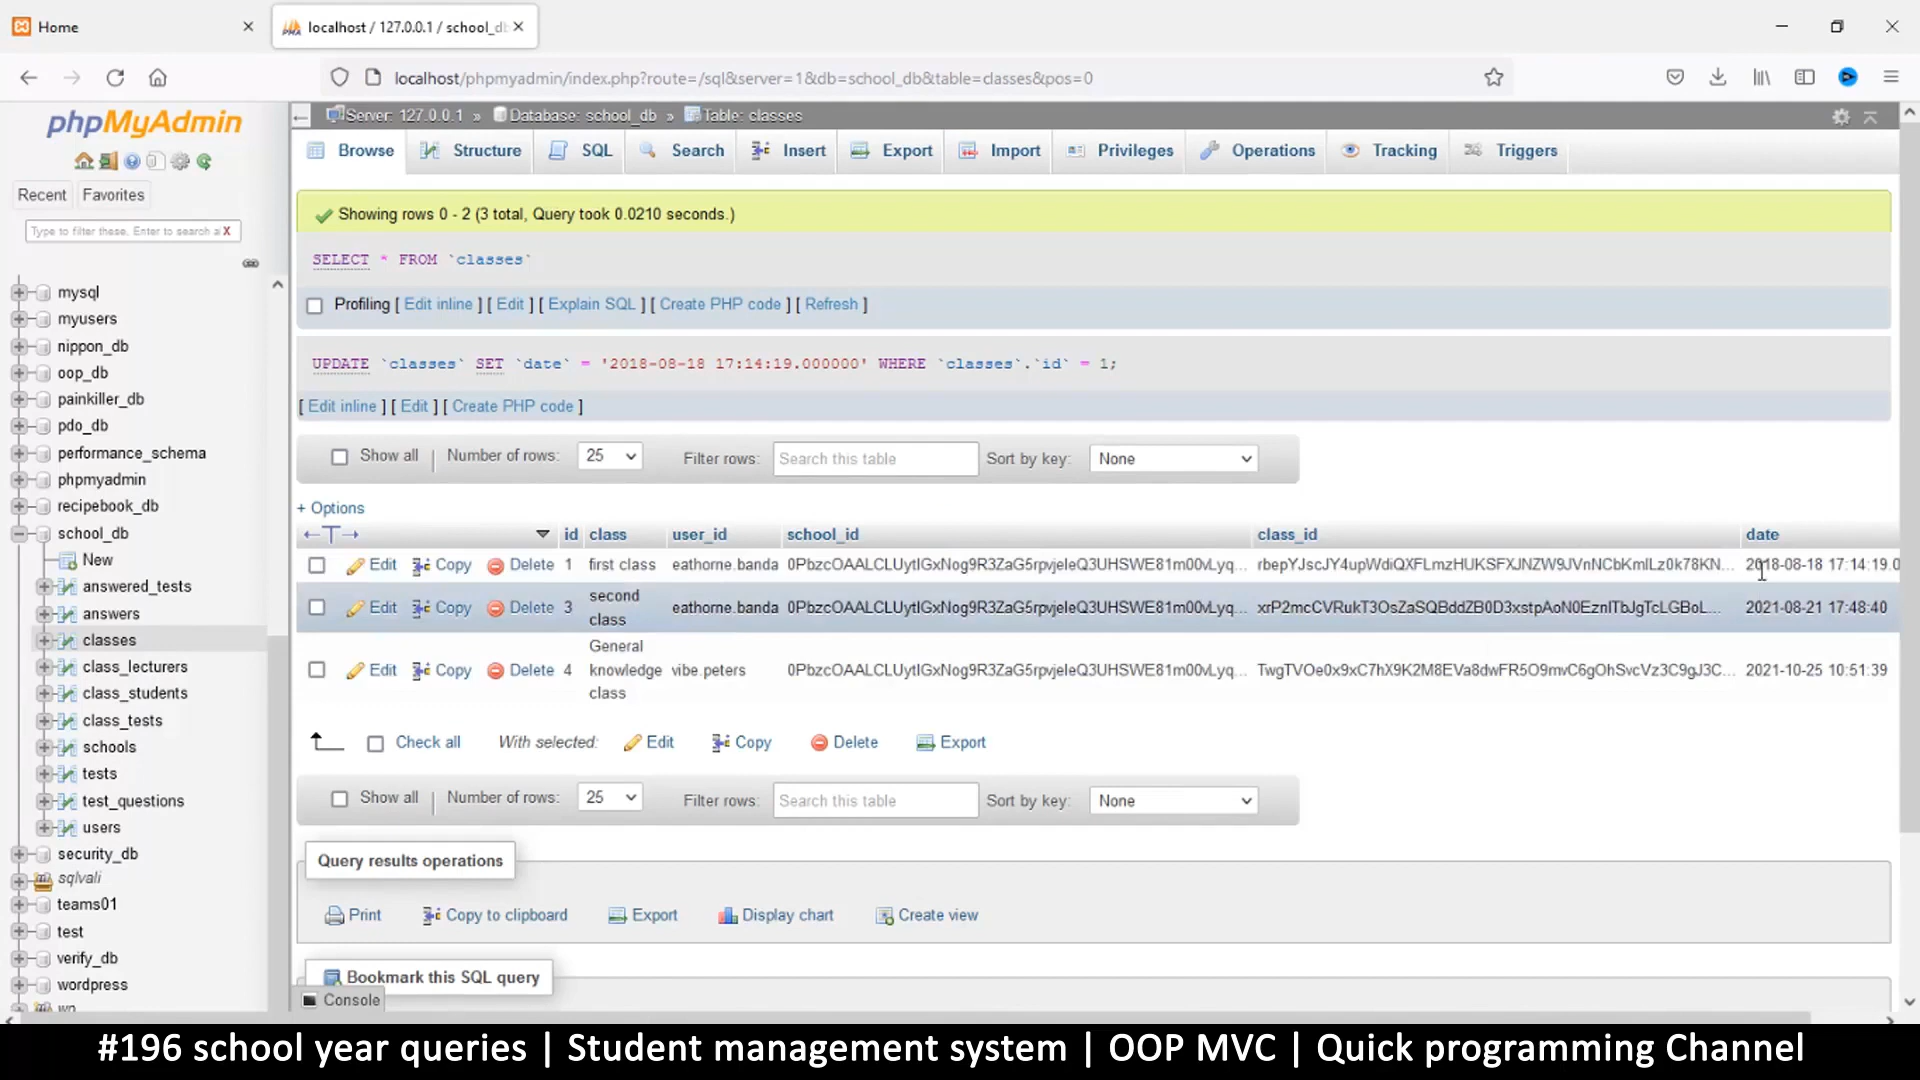 Home
localhost / 127.0.0.1 / school_d
localhost/phpmyadmin/index.php?route=/sql&server=1&db=school_db&table=classes&pos=0
phpMyAdmin
Recent
Favorites
Type to filter these, Enter to search a X
mysql
myusers
nippon_db
oop_db
painkiller_db
pdo_db
performance_schema
phpmyadmin
recipebook_db
school_db
New
answered_tests
answers
classes
class_lecturers
class_students
class_tests
schools
tests
test_questions
users
security_db
sqlvali
teams01
test
verify_db
wordpress
wp
Server: 127.0.0.1 » Database: school_db » Table: classes
Browse Structure SQL Search Insert Export Import Privileges Operations Tracking Triggers
Showing rows 0 - 2 (3 total, Query took 0.0210 seconds.)
SELECT * FROM `classes`
Profiling [ Edit inline ] [ Edit ] [ Explain SQL ] [ Create PHP code ] [ Refresh ]
UPDATE `classes` SET `date` = '2018-08-18 17:14:19.000000' WHERE `classes`.`id` = 1;
[ Edit inline ] [ Edit ] [ Create PHP code ]
Show all Number of rows: 25 Filter rows: Search this table Sort by key: None
+ Options
id class user_id school_id class_id date
Edit Copy Delete 1 first class eathorne.banda 2018-08-18 17:14:19.0
Edit Copy Delete 3 second class eathorne.banda 2021-08-21 17:48:40
Edit Copy Delete 4 General knowledge class vibe.peters 2021-10-25 10:51:39
Check all With selected: Edit Copy Delete Export
Show all Number of rows: 25 Filter rows: Search this table Sort by key: None
Query results operations
Print Copy to clipboard Export Display chart Create view
Bookmark this SQL query
Console
#196 school year queries | Student management system | OOP MVC | Quick programming Channel